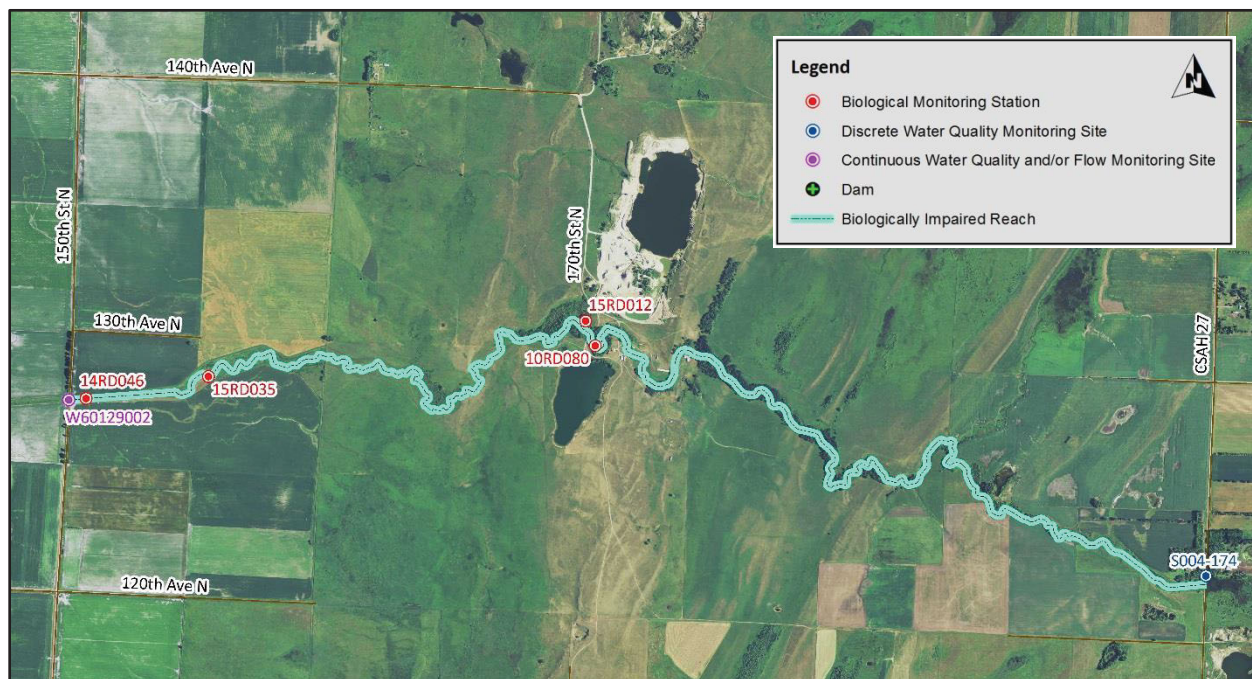 140th Ave N
Legend
N
Biological Monitoring Station
Discrete Water Quality Monitoring Site
Continuous Water Quality and/or Flow Monitoring Site
Dam
Biologically Impaired Reach
150th St N
170th St N
130th Ave N
15RD012
10RD080
CSAH 27
14RD046
15RD035
W60129002
120th Ave N
S004-174